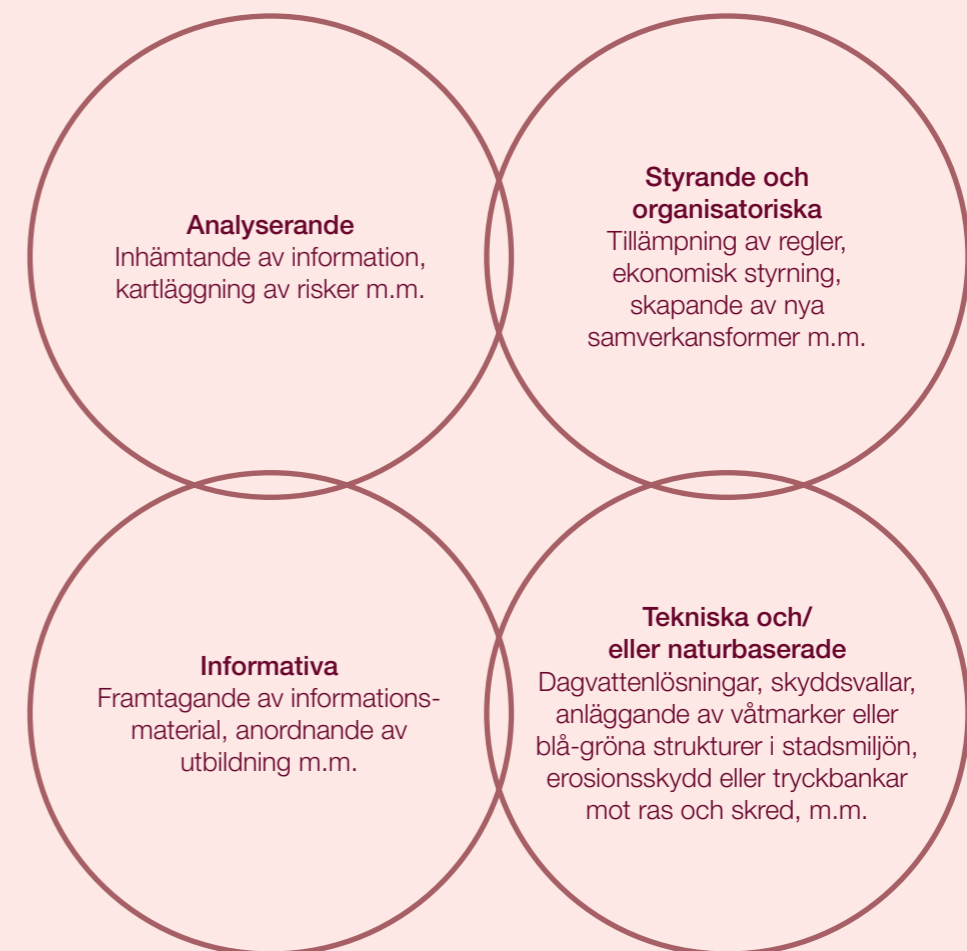 Analyserande
Inhämtande av information,
kartläggning av risker m.m.
Styrande och
organisatoriska
Tillämpning av regler,
ekonomisk styrning,
skapande av nya
samverkansformer m.m.
Informativa
Framtagande av informations-
material, anordnande av
utbildning m.m.
Tekniska och/
eller naturbaserade
Dagvattenlösningar, skyddsvallar,
anläggande av våtmarker eller
blå-gröna strukturer i stadsmiljön,
erosionsskydd eller tryckbankar
mot ras och skred, m.m.